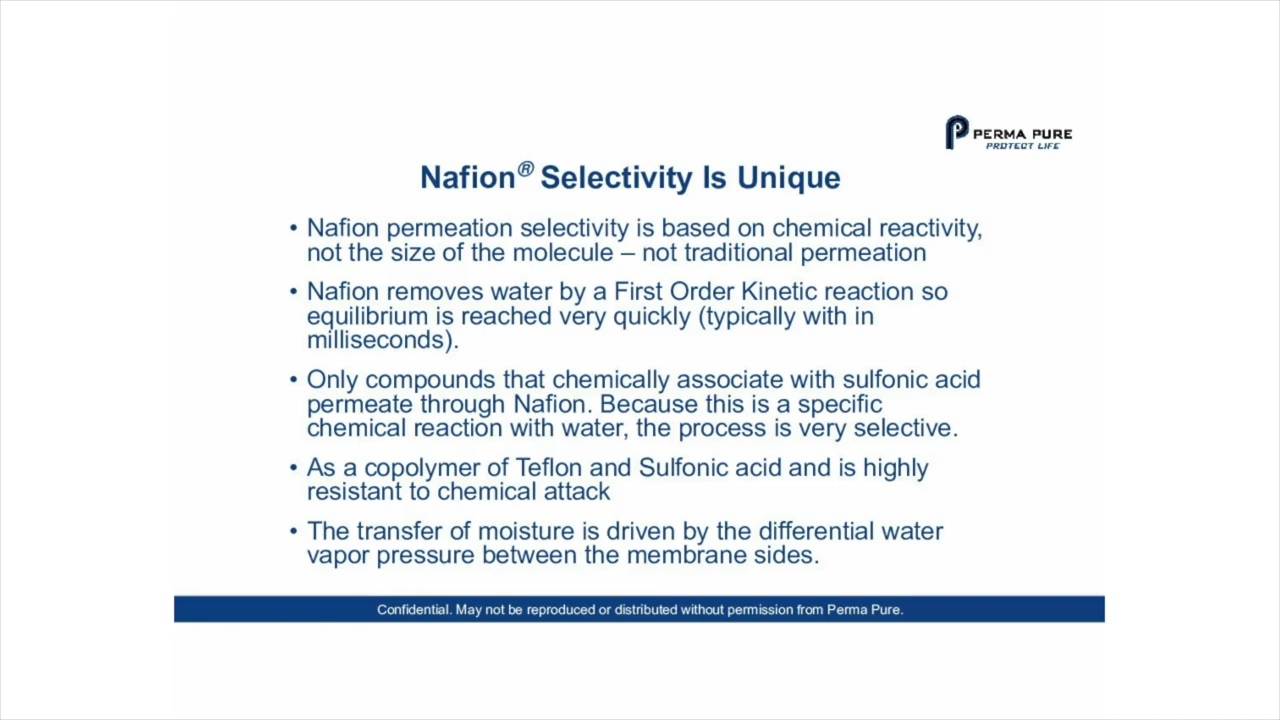 PERMA PURE
PROTECT LIFE
Nafion® Selectivity Is Unique
• Nafion permeation selectivity is based on chemical reactivity,
not the size of the molecule – not traditional permeation
• Nafion removes water by a First Order Kinetic reaction so
equilibrium is reached very quickly (typically with in
milliseconds).
• Only compounds that chemically associate with sulfonic acid
permeate through Nafion. Because this is a specific
chemical reaction with water, the process is very selective.
• As a copolymer of Teflon and Sulfonic acid and is highly
resistant to chemical attack
• The transfer of moisture is driven by the differential water
vapor pressure between the membrane sides.
Confidential. May not be reproduced or distributed without permission from Perma Pure.